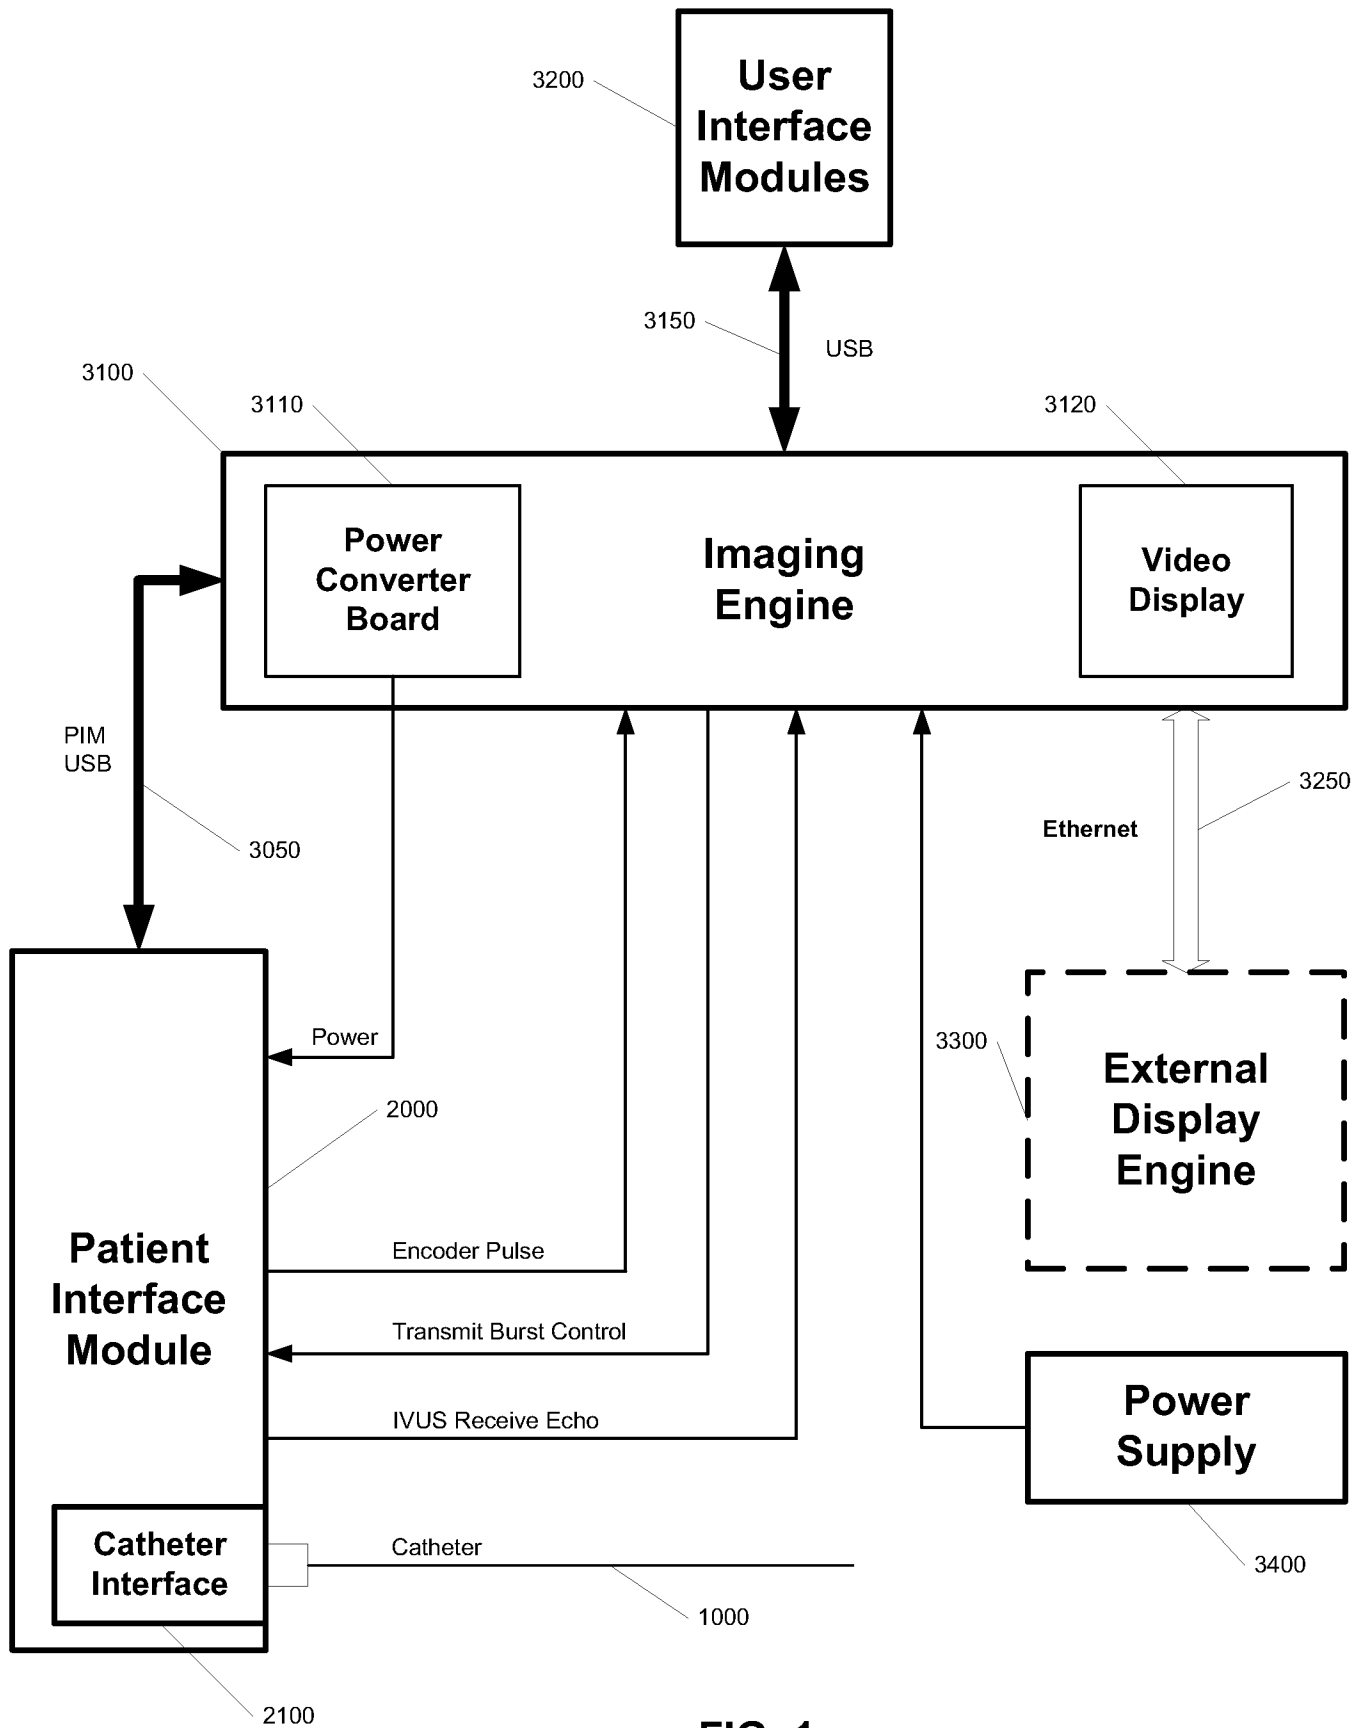 3200
User
Interface
Modules
3150
USB
3100
3110
3120
Power
Converter
Board
Imaging
Engine
Video
Display
PIM
USB
3050
3250
Ethernet
Power
2000
3300
External
Display
Engine
Patient
Interface
Module
Encoder Pulse
Transmit Burst Control
IVUS Receive Echo
Power
Supply
3400
Catheter
Interface
Catheter
1000
2100
FIG. 1